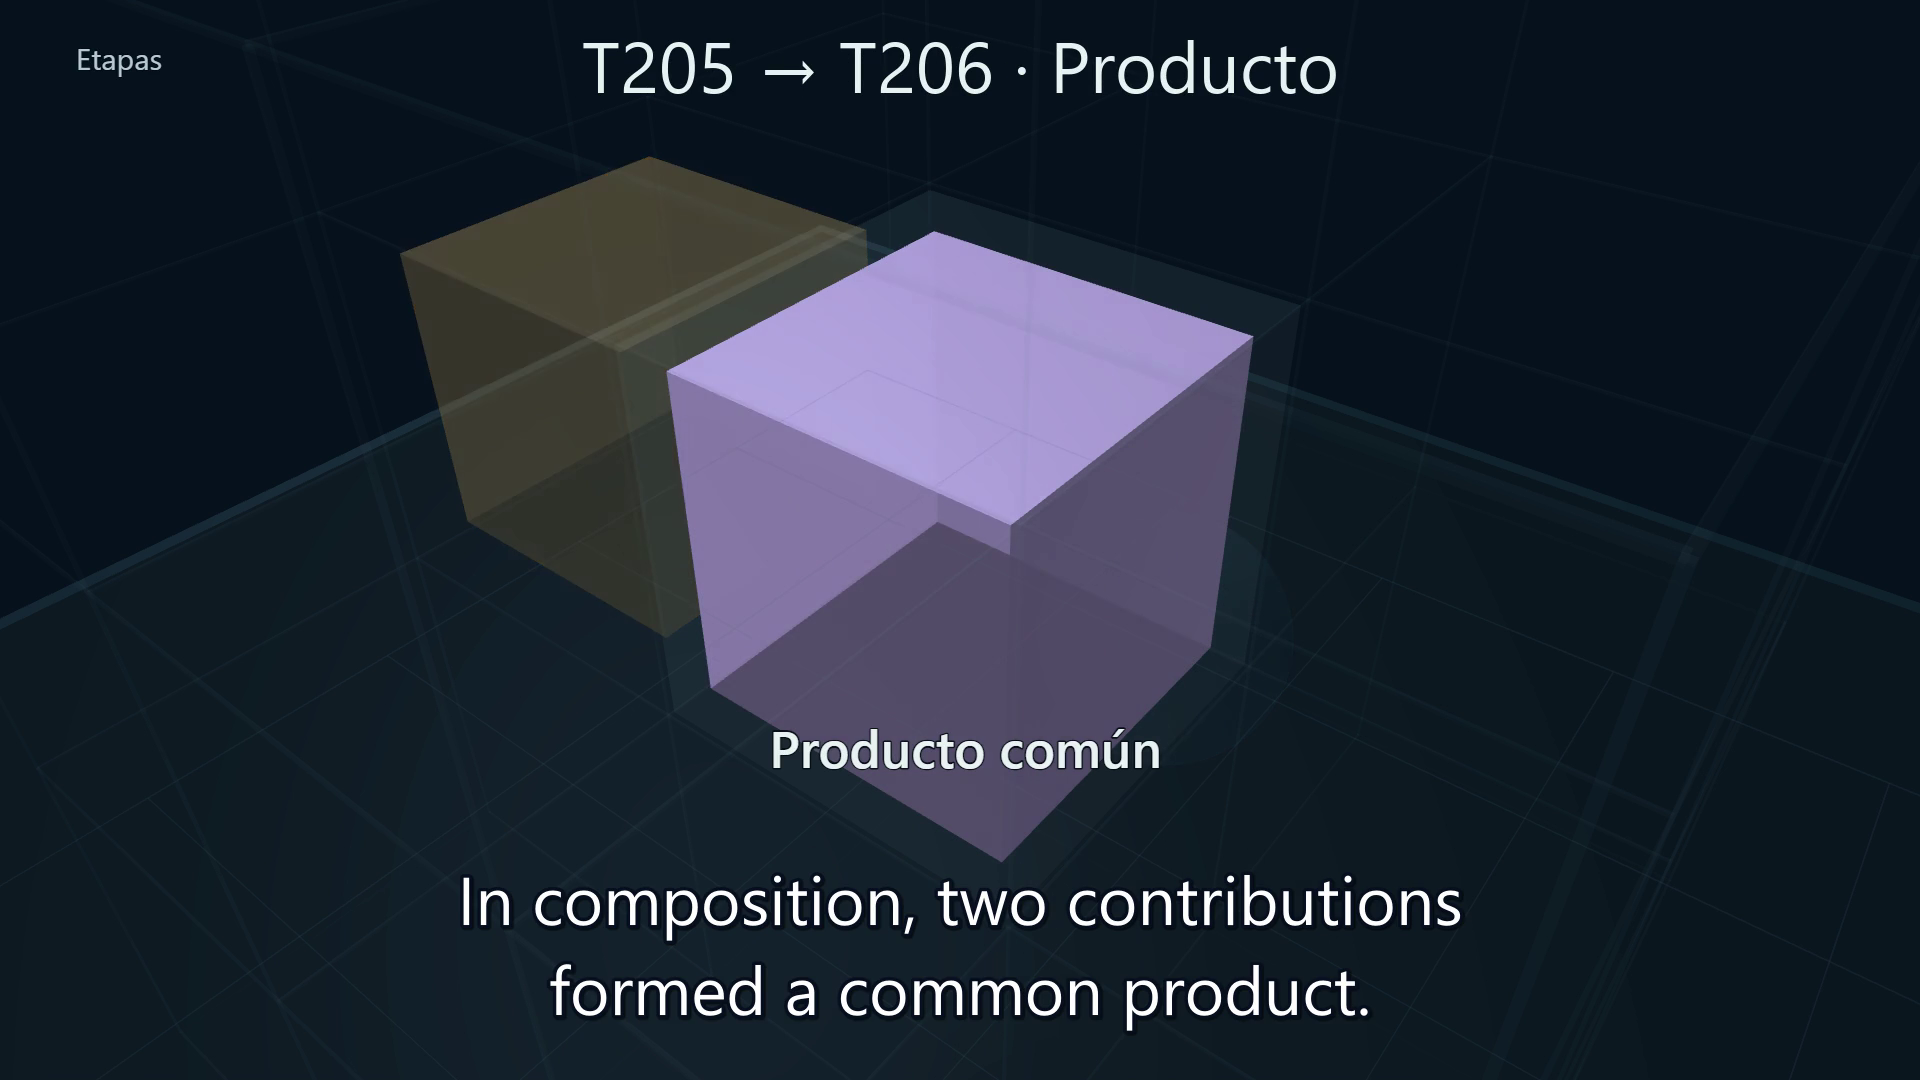 Etapas
T205 → T206 · Producto
Producto común
In composition, two contributions
formed a common product.